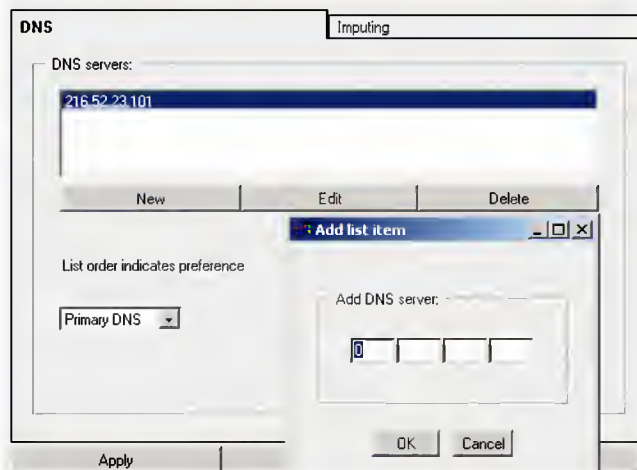 DNS
Imputing
DNS servers:
216.52.23.101
New
Edit
Delete
Add list item
List order indicates preference
Add DNS server:
Primary DNS
0
OK
Cancel
Apply